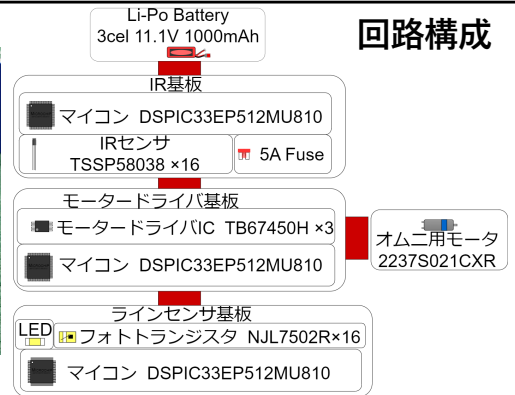 Li-Po Battery
3cel 11.1V 1000mAh
回路構成
IR基板
マイコン DSPIC33EP512MU810
IRセンサ
TSSP58038 ×16
5A Fuse
モータードライバ基板
モータードライバIC TB67450H ×3
マイコン DSPIC33EP512MU810
オムニ用モータ
2237S021CXR
ラインセンサ基板
LED
フォトトランジスタ NJL7502R×16
マイコン DSPIC33EP512MU810